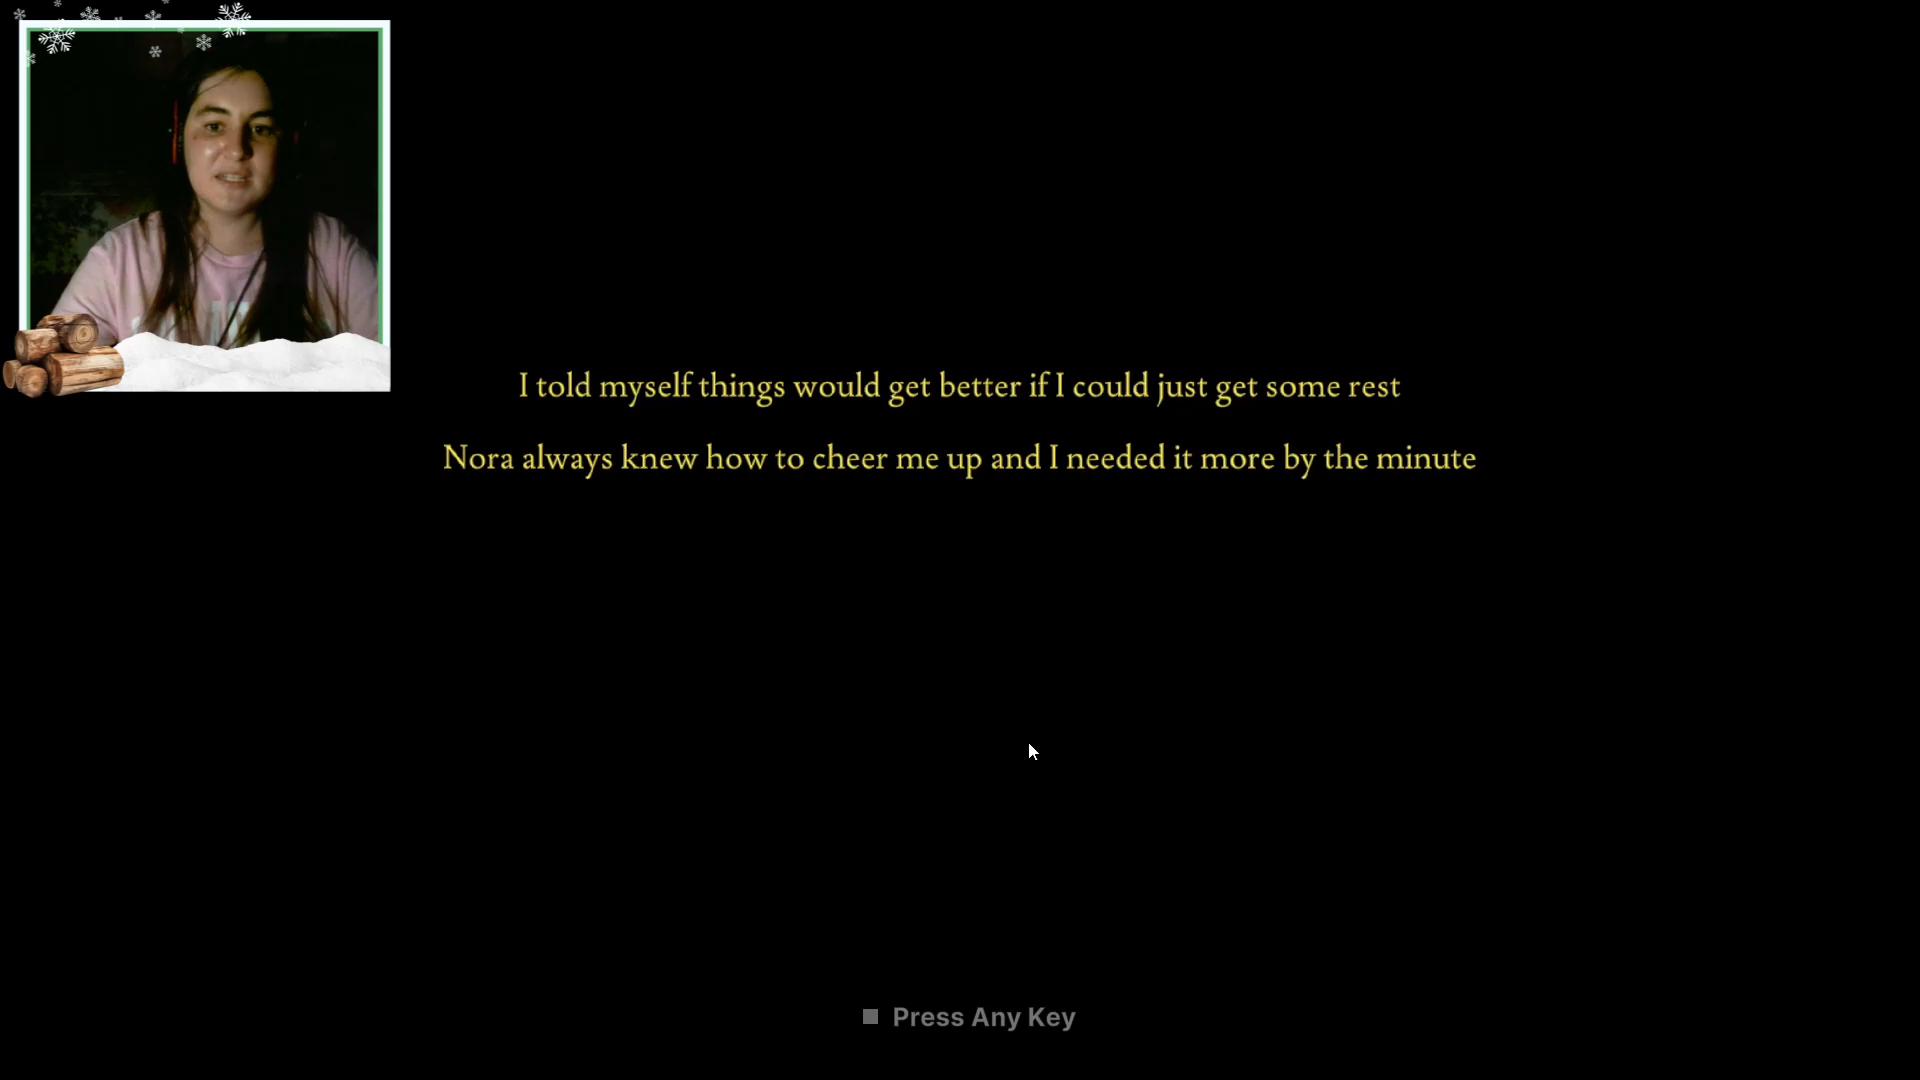 I told myself things would get better if I could just get some rest
Nora always knew how to cheer me up and I needed it more by the minute
Press Any Key